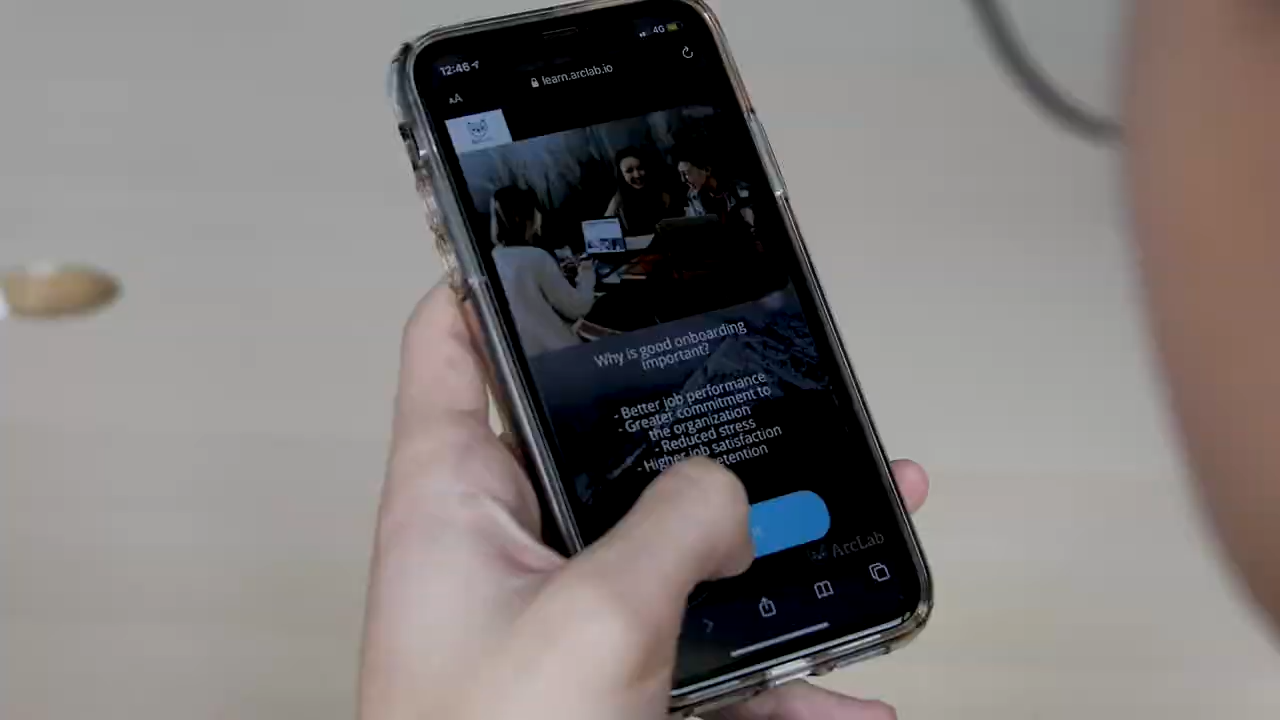 12:46
4G
learn.arclab.io
AA
Why is good onboarding
important?
- Better job performance
- Greater commitment to
the organization
- Reduced stress
- Higher job satisfaction
retention
ArcLab